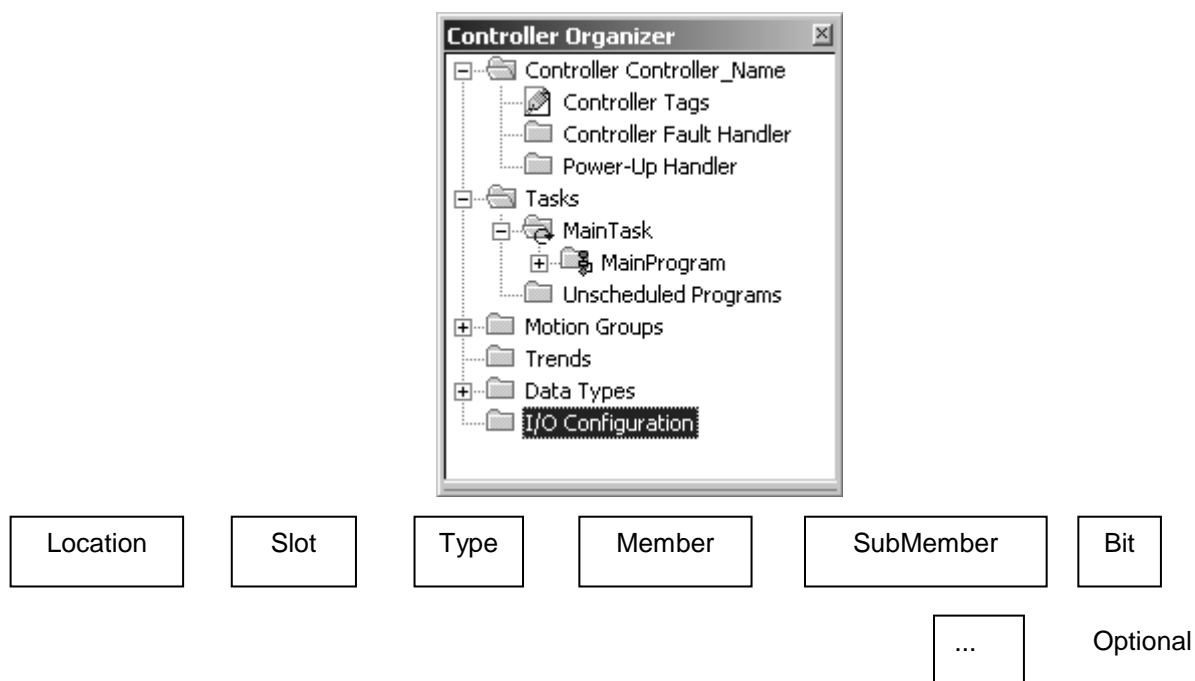 Controller Organizer
Controller Controller_Name
Controller Tags
Controller Fault Handler
Power-Up Handler
Tasks
MainTask
MainProgram
Unscheduled Programs
Motion Groups
Trends
Data Types
I/O Configuration
Location Slot Type Member SubMember Bit
... Optional